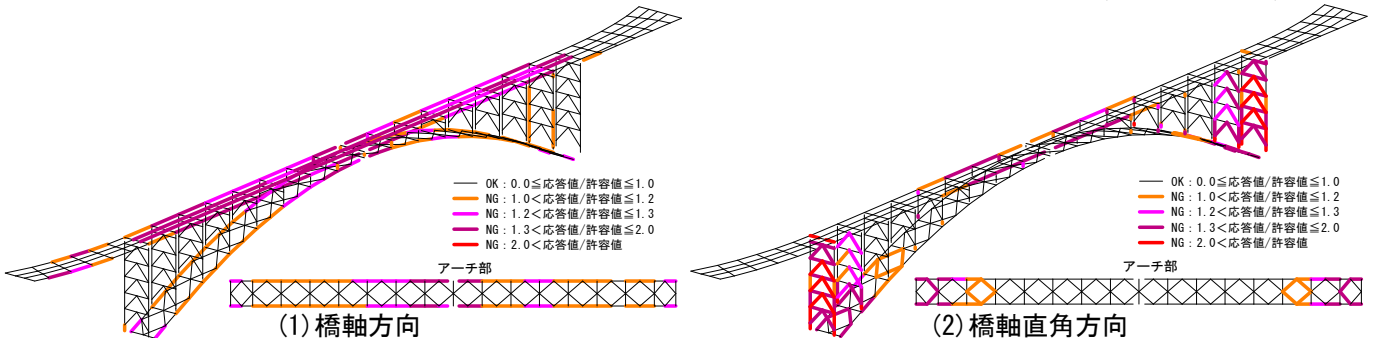 OK：0.0≦応答値/許容値≦1.0
NG：1.0<応答値/許容値≦1.2
NG：1.2<応答値/許容値≦1.3
NG：1.3<応答値/許容値≦2.0
NG：2.0<応答値/許容値
アーチ部
(1)橋軸方向
OK：0.0≦応答値/許容値≦1.0
NG：1.0<応答値/許容値≦1.2
NG：1.2<応答値/許容値≦1.3
NG：1.3<応答値/許容値≦2.0
NG：2.0<応答値/許容値
アーチ部
(2)橋軸直角方向